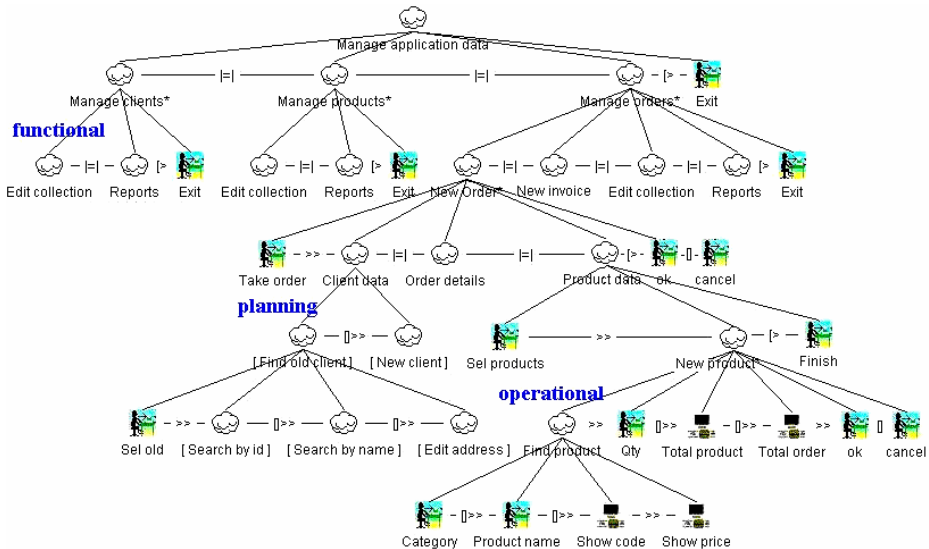 Manage application data
|=| |=| [>
Manage clients* Manage products* Manage orders* Exit
functional
|=| [> |=| [> |=| |=| |=| [>
Edit collection Reports Exit Edit collection Reports Exit New Order* New invoice Edit collection Reports Exit
>> |=| |=| [> []
Take order Client data Order details Product data ok cancel
planning
[]>> >> [>
[Find old client] [New client] Sel products New product* Finish
operational
>> []>> []>> >> []>> []>> >> []
Sel old [Search by id] [Search by name] [Edit address] Find product Qty Total product Total order ok cancel
[]>> []>> >>
Category Product name Show code Show price